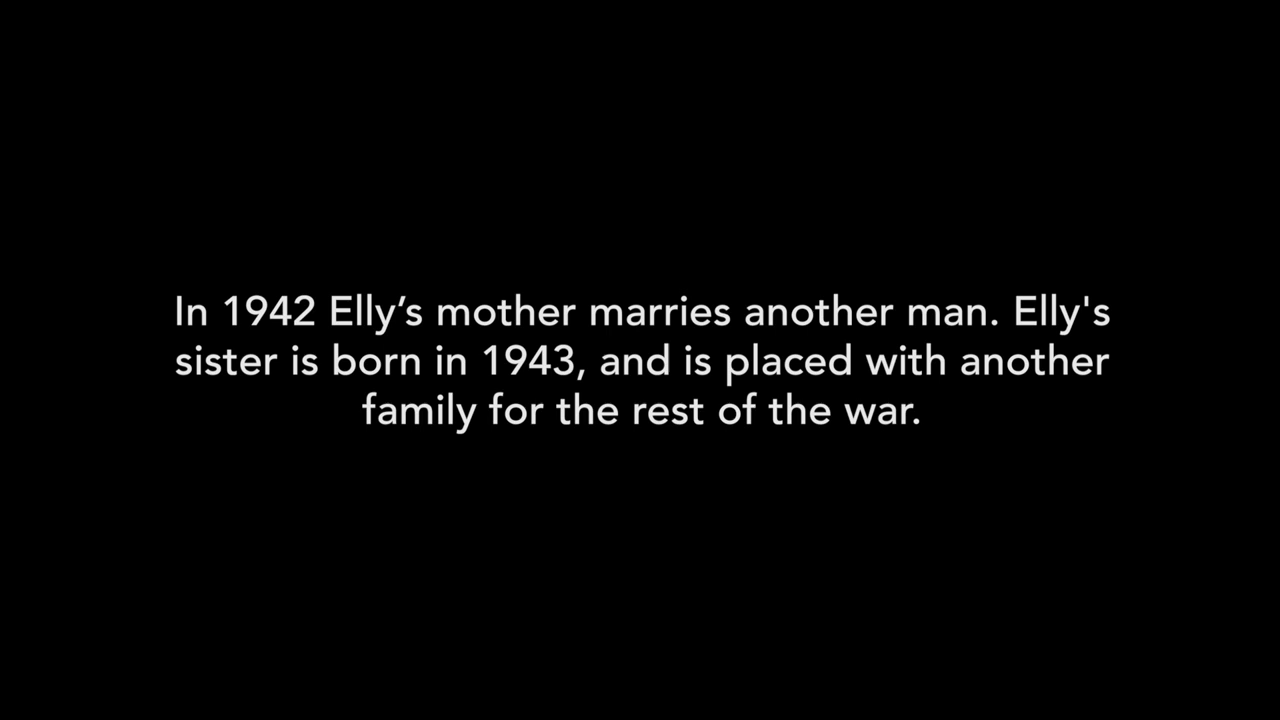 In 1942 Elly’s mother marries another man. Elly's
sister is born in 1943, and is placed with another
family for the rest of the war.